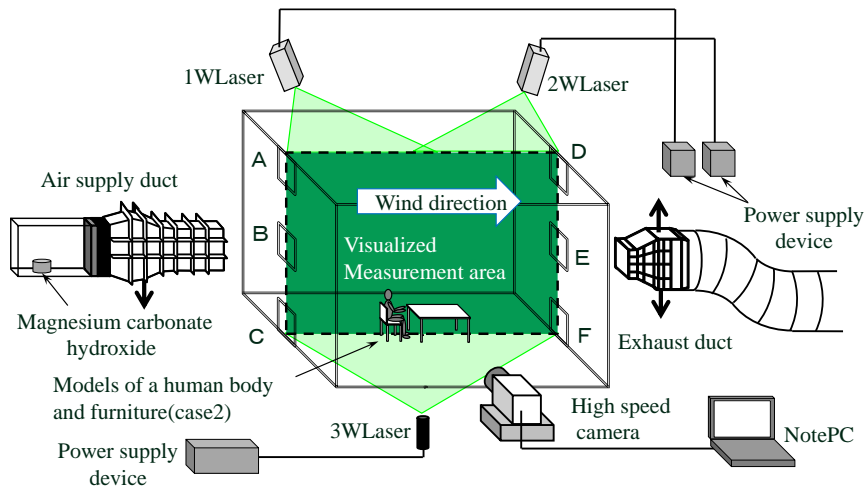 1WLaser
2WLaser
A
D
Air supply duct
Wind direction
Power supply
device
B
Visualized
Measurement area
E
Magnesium carbonate
hydroxide
C
F
Exhaust duct
Models of a human body
and furniture(case2)
3WLaser
High speed
camera
NotePC
Power supply
device